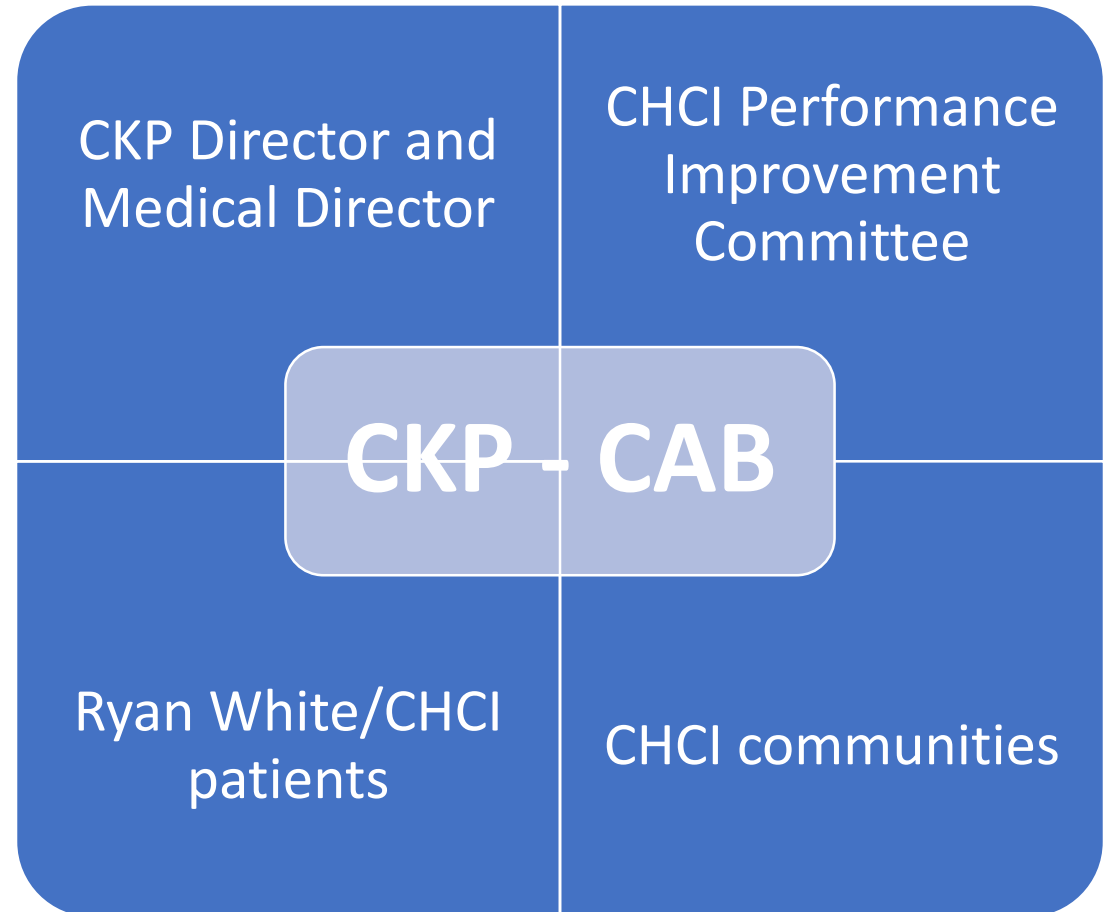 CKP Director and
Medical Director
CHCI Performance
Improvement
Committee
CKP - CAB
Ryan White/CHCI
patients
CHCI communities